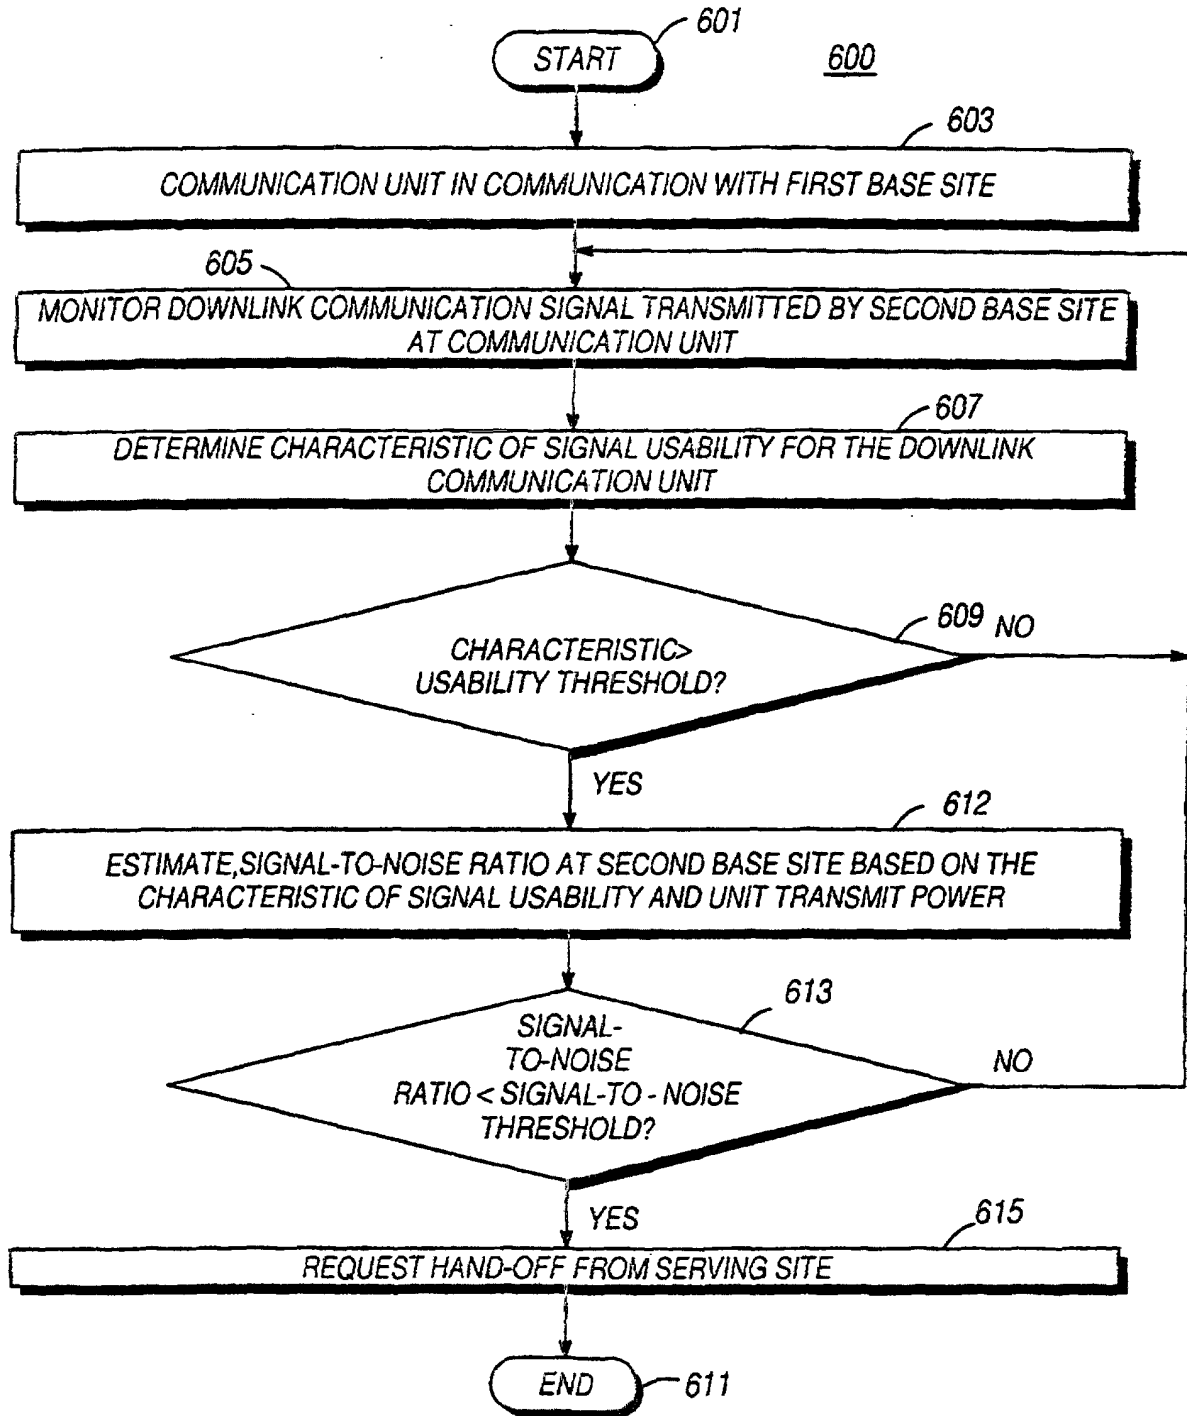 601
START
600
603
COMMUNICATION UNIT IN COMMUNICATION WITH FIRST BASE SITE
605
MONITOR DOWNLINK COMMUNICATION SIGNAL TRANSMITTED BY SECOND BASE SITE
AT COMMUNICATION UNIT
607
DETERMINE CHARACTERISTIC OF SIGNAL USABILITY FOR THE DOWNLINK
COMMUNICATION UNIT
609
NO
CHARACTERISTIC>
USABILITY THRESHOLD?
YES
612
ESTIMATE,SIGNAL-TO-NOISE RATIO AT SECOND BASE SITE BASED ON THE
CHARACTERISTIC OF SIGNAL USABILITY AND UNIT TRANSMIT POWER
613
SIGNAL-
TO-NOISE
NO
RATIO < SIGNAL-TO - NOISE
THRESHOLD?
YES
615
REQUEST HAND-OFF FROM SERVING SITE
END
611